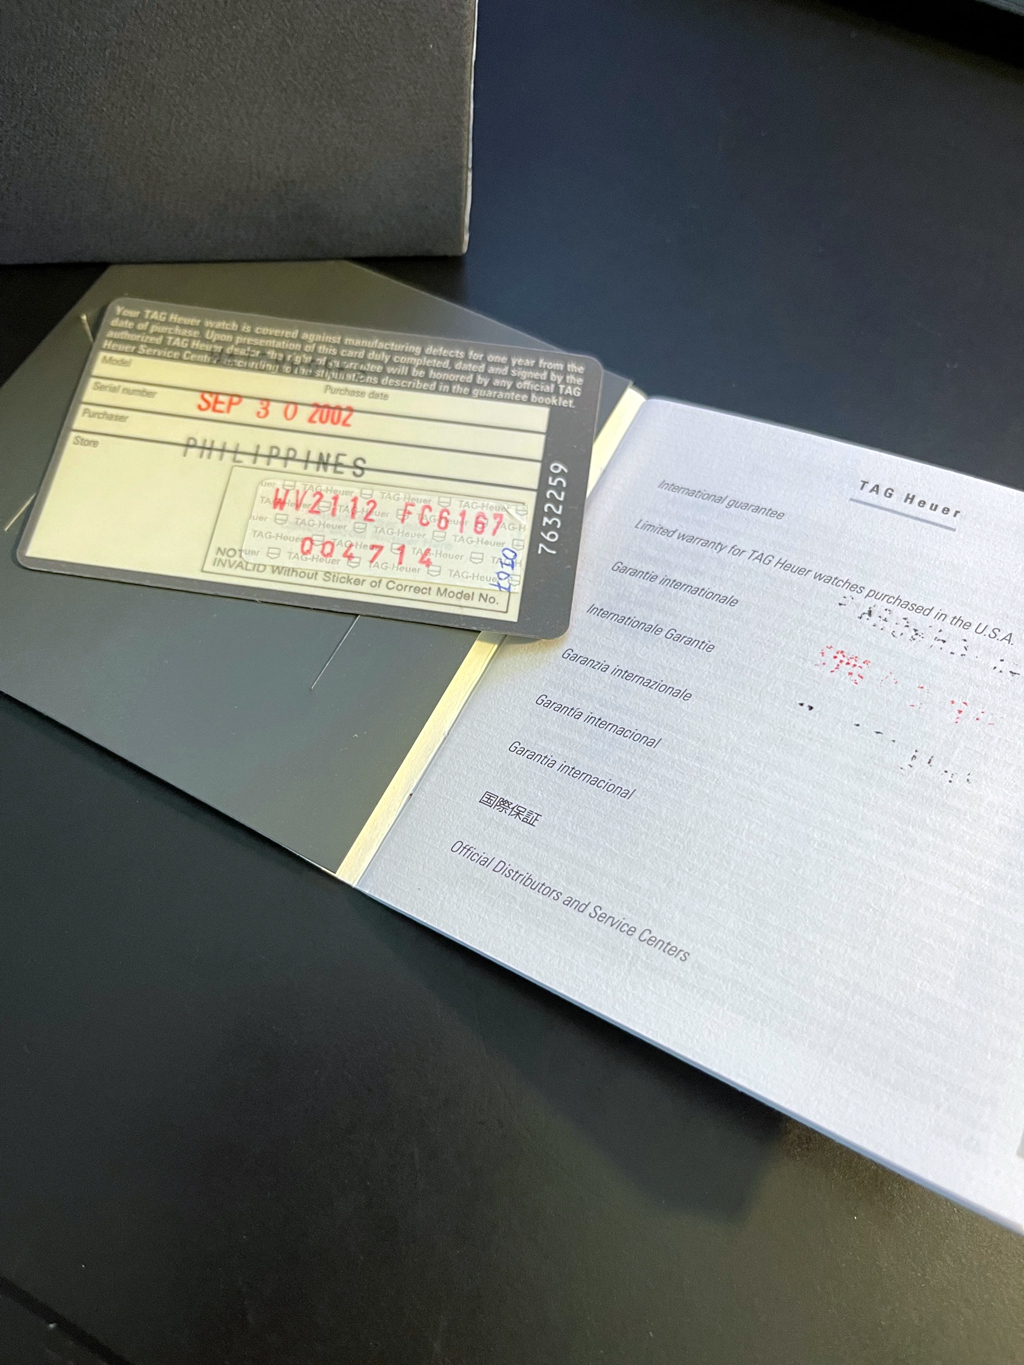 Your TAG Heuer watch is covered against manufacturing defects for one year from the
date of purchase. Upon presentation of this card duly completed, dated and signed by the
authorized TAG Heuer dealer the right of guarantee will be honored by any official TAG
Heuer Service Centre according to the stipulations described in the guarantee booklet.
Model
Serial number
Purchase date
SEP 30 2002
Purchaser
Store
PHILIPPINES
WV2112 FC6167
004714
NOT
INVALID Without Sticker of Correct Model No.
7632259
TAG Heuer
International guarantee
Limited warranty for TAG Heuer watches purchased in the U.S.A.
Garantie internationale
Internationale Garantie
Garanzia internazionale
Garantía internacional
Garantia internacional
国際保証
Official Distributors and Service Centers